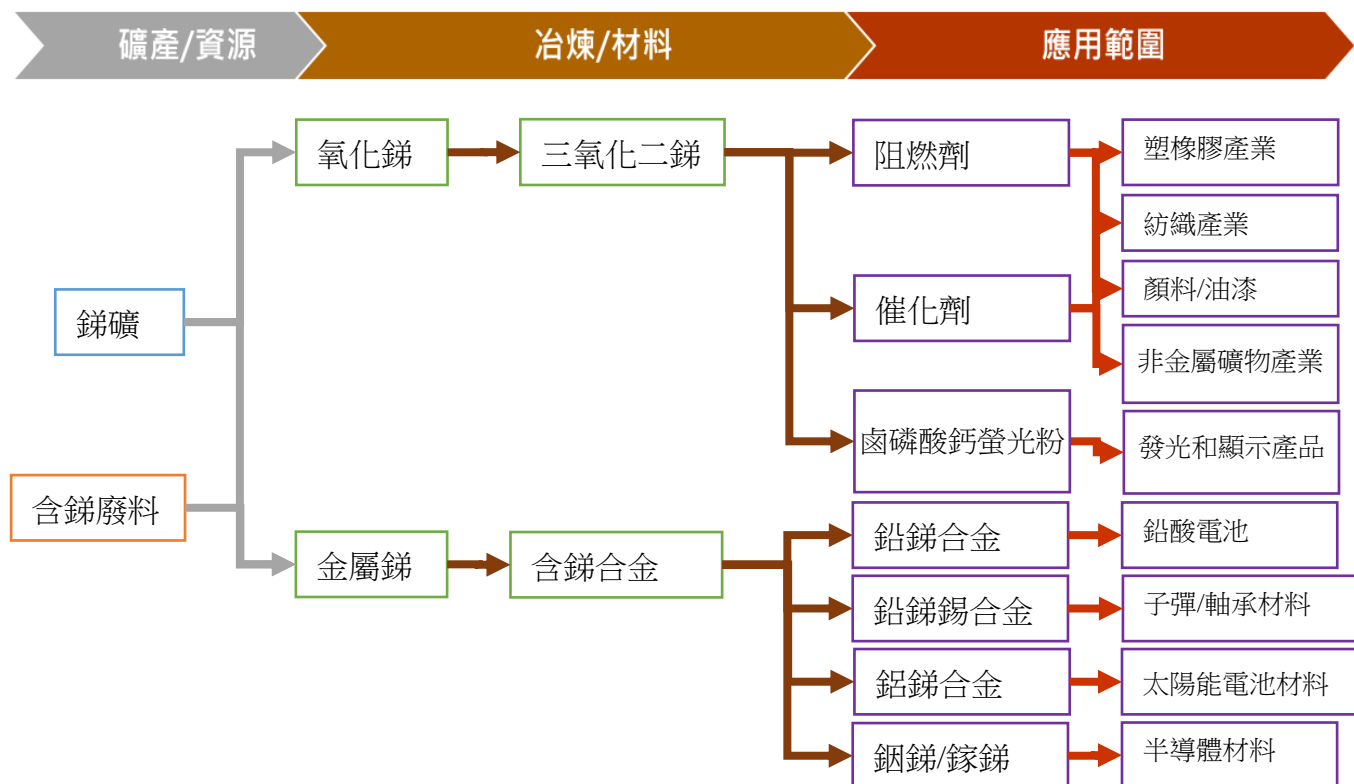 礦產/資源
冶煉/材料
應用範圍
銻礦
含銻廢料
氧化銻
三氧化二銻
金屬銻
含銻合金
阻燃劑
催化劑
鹵磷酸鈣螢光粉
鉛銻合金
鉛銻錫合金
鋁銻合金
銦銻/鎵銻
塑橡膠產業
紡織產業
顏料/油漆
非金屬礦物產業
發光和顯示產品
鉛酸電池
子彈/軸承材料
太陽能電池材料
半導體材料